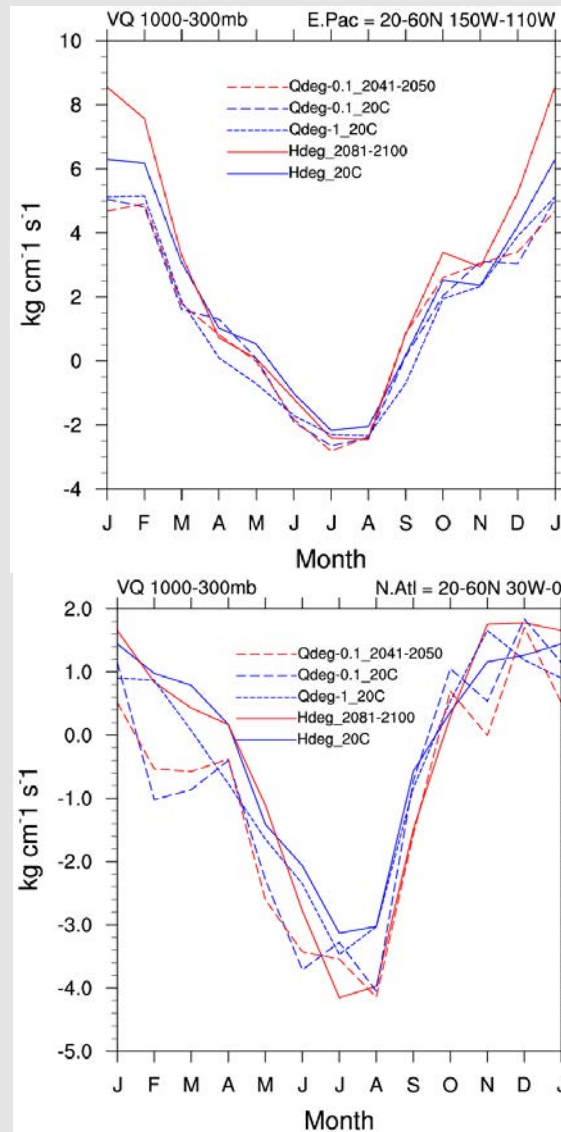 VQ 1000-300mb E.Pac = 20-60N 150W-110W
10
Qdeg-0.1_2041-2050
8
Qdeg-0.1_20C
Qdeg-1_20C
Hdeg_2081-2100
6
Hdeg_20C
4
kg cm-1 s-1
2
0
-2
-4
J F M A M J J A S O N D J
Month
VQ 1000-300mb N.Atl = 20-60N 30W-0
2.0
Qdeg-0.1_2041-2050
1.0
Qdeg-0.1_20C
Qdeg-1_20C
0.0
Hdeg_2081-2100
Hdeg_20C
-1.0
kg cm-1 s-1
-2.0
-3.0
-4.0
-5.0
J F M A M J J A S O N D J
Month